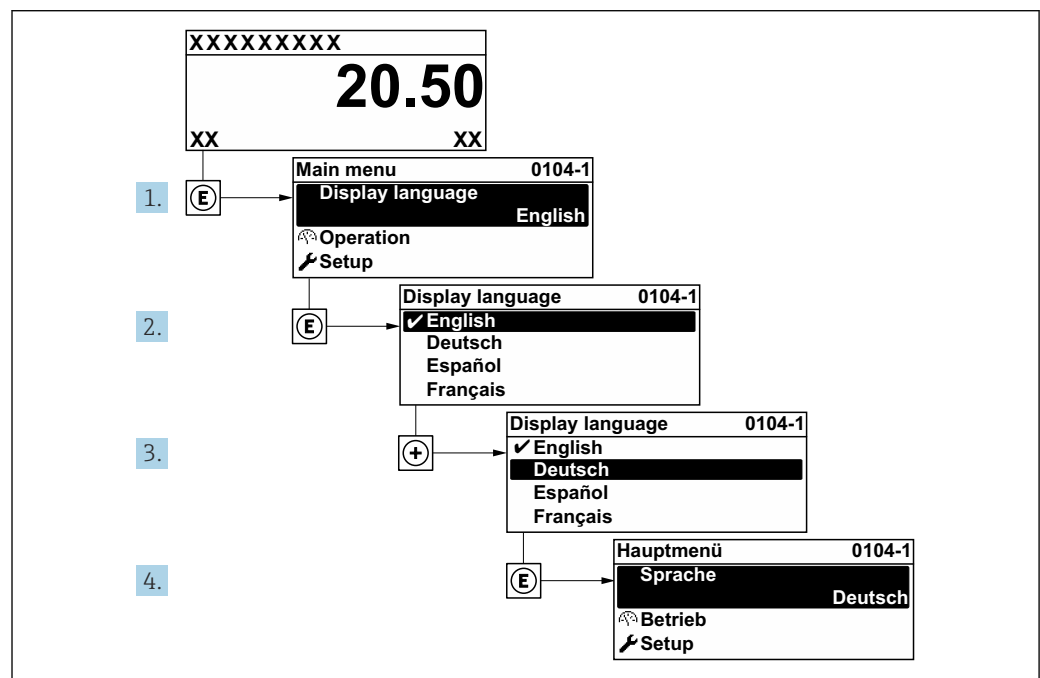 XXXXXXXXX
20.50
XX XX
1. E
Main menu 0104-1
Display language
English
Operation
Setup
2. E
Display language 0104-1
✔English
Deutsch
Español
Français
3. +
Display language 0104-1
✔English
Deutsch
Español
Français
4. E
Hauptmenü 0104-1
Sprache
Deutsch
Betrieb
Setup